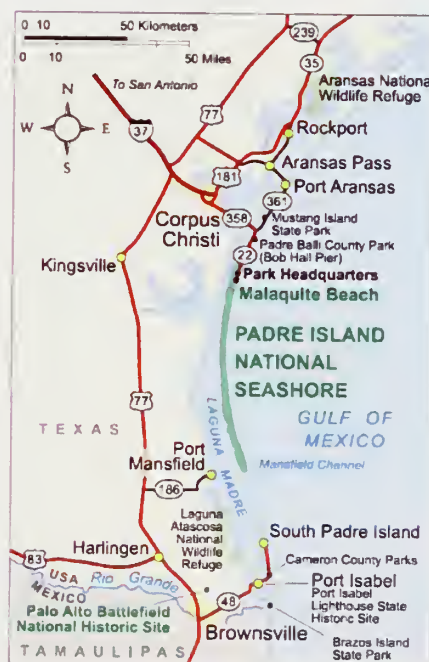 0 10 50 Kilometers
0 10 50 Miles
To San Antonio
N
W E
S
37
77
239
35
Aransas National
Wildlife Refuge
Rockport
181
Aransas Pass
Port Aransas
361
Corpus
Christi
358
Mustang Island
State Park
Padre Balli County Park
(Bob Hall Pier)
22
Park Headquarters
Malaquite Beach
Kingsville
PADRE ISLAND
NATIONAL
SEASHORE
77
TEXAS
LAGUNA MADRE
GULF OF
MEXICO
Port
Mansfield
186
Mansfield Channel
Laguna
Atascosa
National
Wildlife
Refuge
South Padre Island
83
Harlingen
Cameron County Parks
USA
MEXICO
Rio Grande
Port Isabel
Port Isabel
Lighthouse State
Historic Site
48
Palo Alto Battlefield
National Historic Site
Brownsville
Brazos Island
State Park
TAMAULIPAS